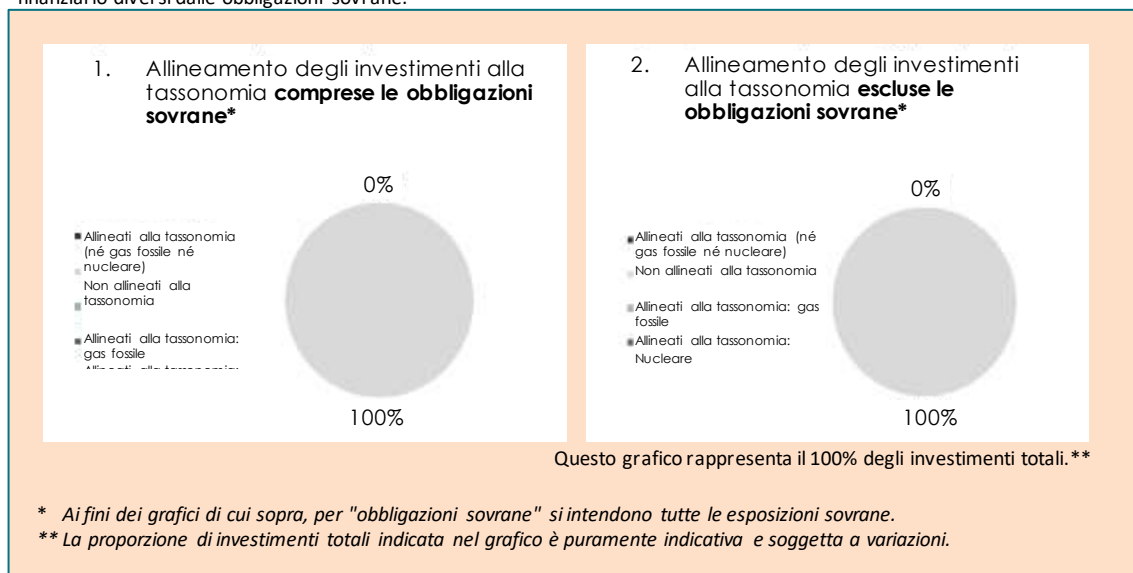 finanziario diversi dalle obbligazioni sovrane.
1. Allineamento degli investimenti alla
tassonomia comprese le obbligazioni
sovrane*
0%
Allineati alla tassonomia
(né gas fossile né
nucleare)
Non allineati alla
tassonomia
Allineati alla tassonomia:
gas fossile
Allineati alla tassonomia:
100%
2. Allineamento degli investimenti
alla tassonomia escluse le
obbligazioni sovrane*
0%
Allineati alla tassonomia (né
gas fossile né nucleare)
Non allineati alla tassonomia
Allineati alla tassonomia: gas
fossile
Allineati alla tassonomia:
Nucleare
100%
Questo grafico rappresenta il 100% degli investimenti totali.**
* Ai fini dei grafici di cui sopra, per "obbligazioni sovrane" si intendono tutte le esposizioni sovrane.
** La proporzione di investimenti totali indicata nel grafico è puramente indicativa e soggetta a variazioni.